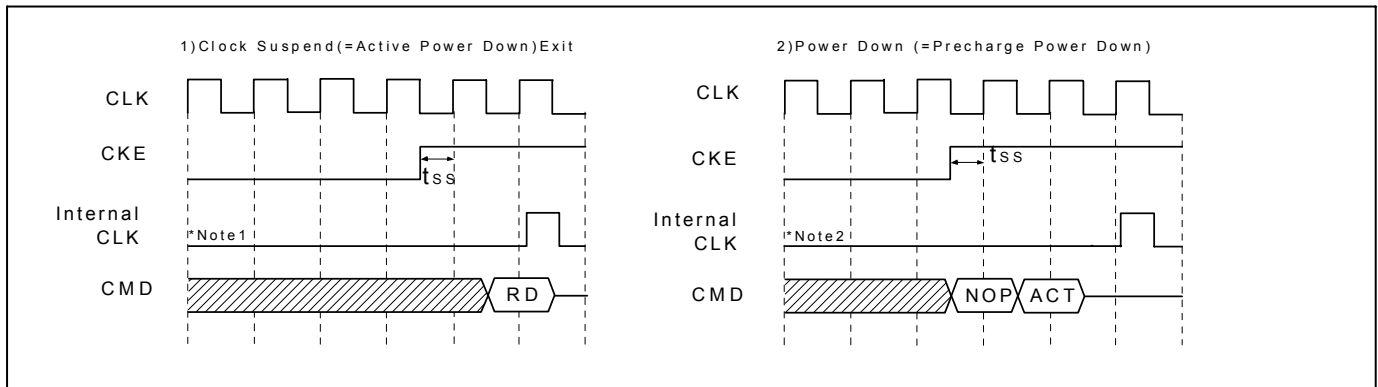 1)Clock Suspend(=Active Power Down)Exit
CLK
CKE
tSS
Internal
CLK
*Note1
CMD
RD
2)Power Down (=Precharge Power Down)
CLK
CKE
tSS
Internal
CLK
*Note2
CMD
NOP
ACT